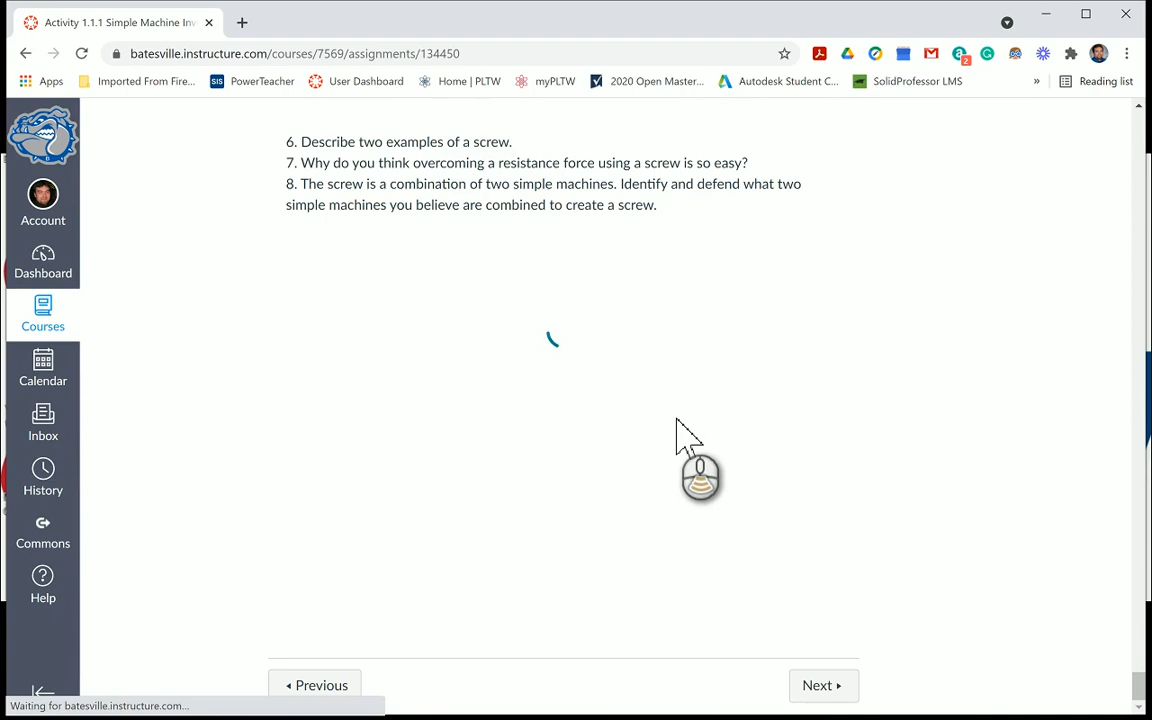 Activity 1.1.1 Simple Machine Inv
batesville.instructure.com/courses/7569/assignments/134450
2
Apps
Imported From Fire...
SIS PowerTeacher
User Dashboard
Home | PLTW
myPLTW
2020 Open Master...
Autodesk Student C...
SolidProfessor LMS
»
Reading list
6. Describe two examples of a screw.
7. Why do you think overcoming a resistance force using a screw is so easy?
8. The screw is a combination of two simple machines. Identify and defend what two
simple machines you believe are combined to create a screw.
Account
Dashboard
Courses
Calendar
Inbox
History
Commons
Help
Previous
Next
Waiting for batesville.instructure.com...